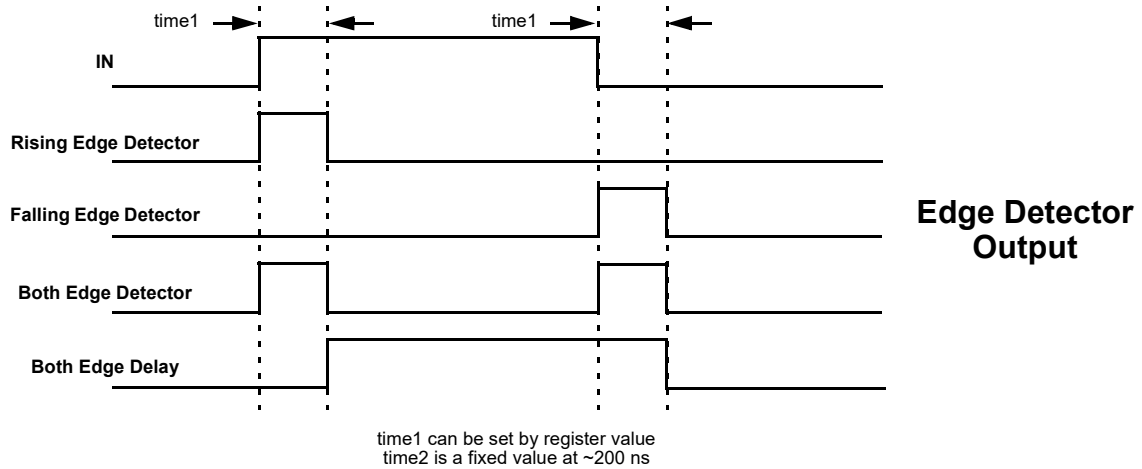 time1
time1
IN
Rising Edge Detector
Falling Edge Detector
Edge Detector
Output
Both Edge Detector
Both Edge Delay
time1 can be set by register value
time2 is a fixed value at ~200 ns